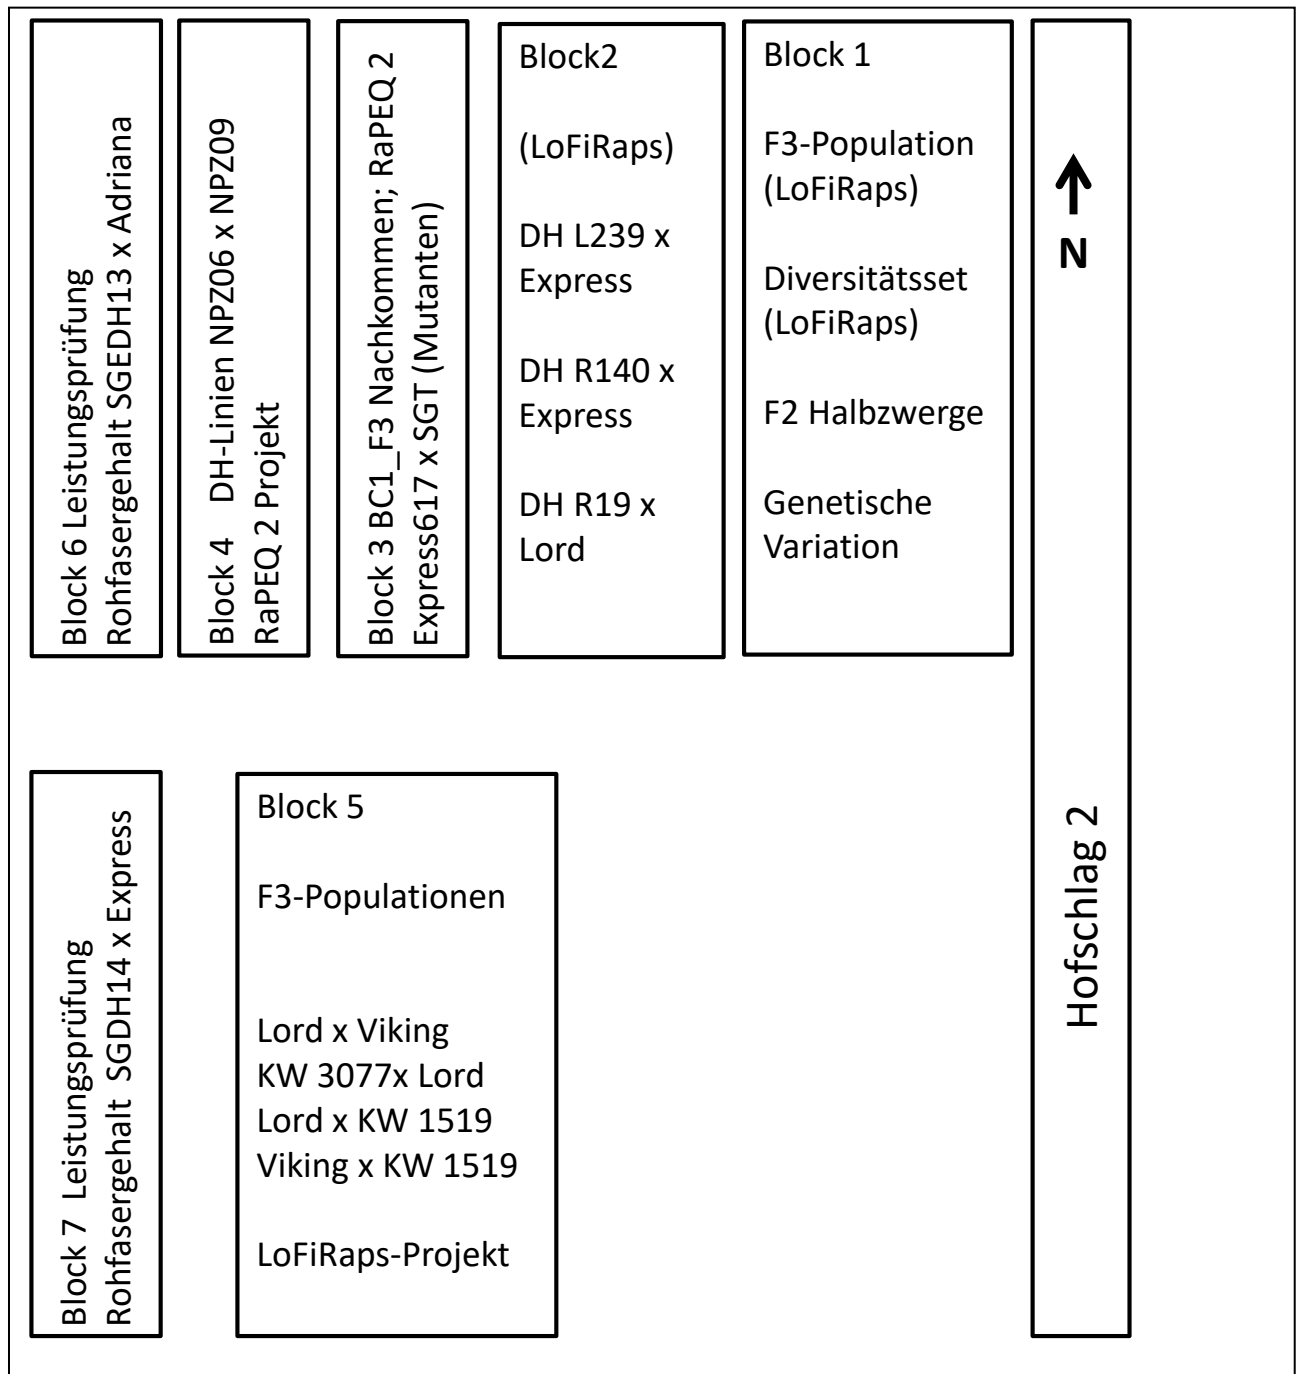 Block 6 Leistungsprüfung
Rohfasergehalt SGEDH13 x Adriana
Block 4 DH-Linien NPZ06 x NPZ09
RaPEQ 2 Projekt
Block 3 BC1_F3 Nachkommen; RaPEQ 2
Express617 x SGT (Mutanten)
Block2
(LoFiRaps)
DH L239 x
Express
DH R140 x
Express
DH R19 x
Lord
Block 1
F3-Population
(LoFiRaps)
Diversitätsset
(LoFiRaps)
F2 Halbzwerge
Genetische
Variation
N
Hofschlag 2
Block 7 Leistungsprüfung
Rohfasergehalt SGDH14 x Express
Block 5
F3-Populationen
Lord x Viking
KW 3077x Lord
Lord x KW 1519
Viking x KW 1519
LoFiRaps-Projekt